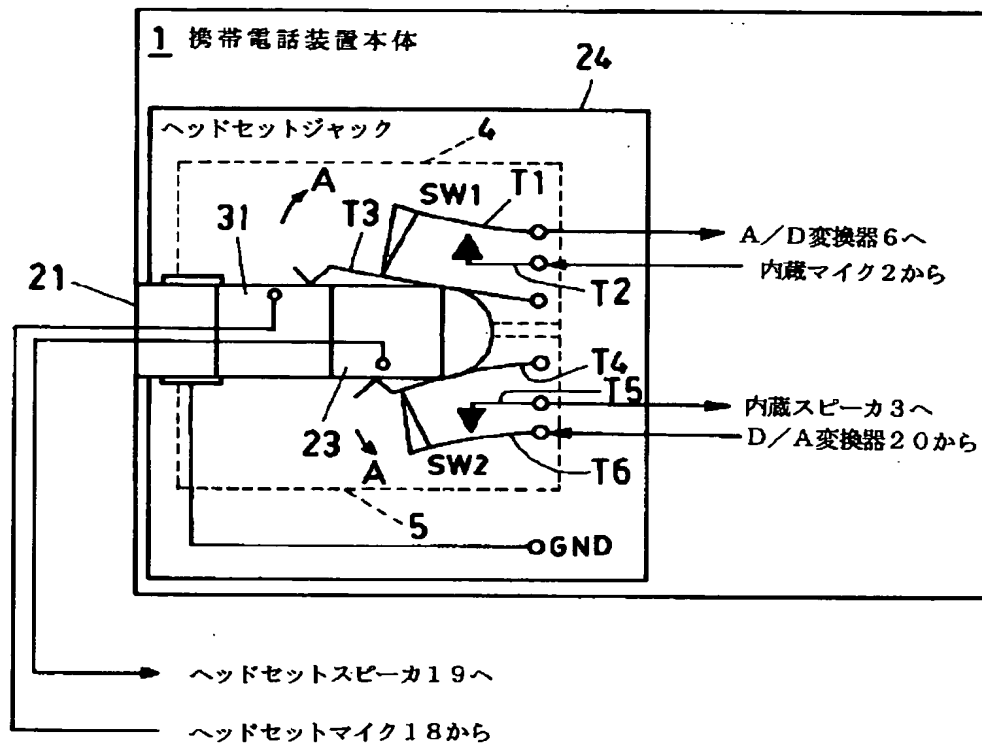 1 携帯電話装置本体
24
ヘッドセットジャック
4
A
SW1
T1
T3
31
A/D変換器6へ
内蔵マイク2から
T2
21
T4
T5
内蔵スピーカ3へ
D/A変換器20から
23
A
SW2
T6
5
GND
ヘッドセットスピーカ19へ
ヘッドセットマイク18から